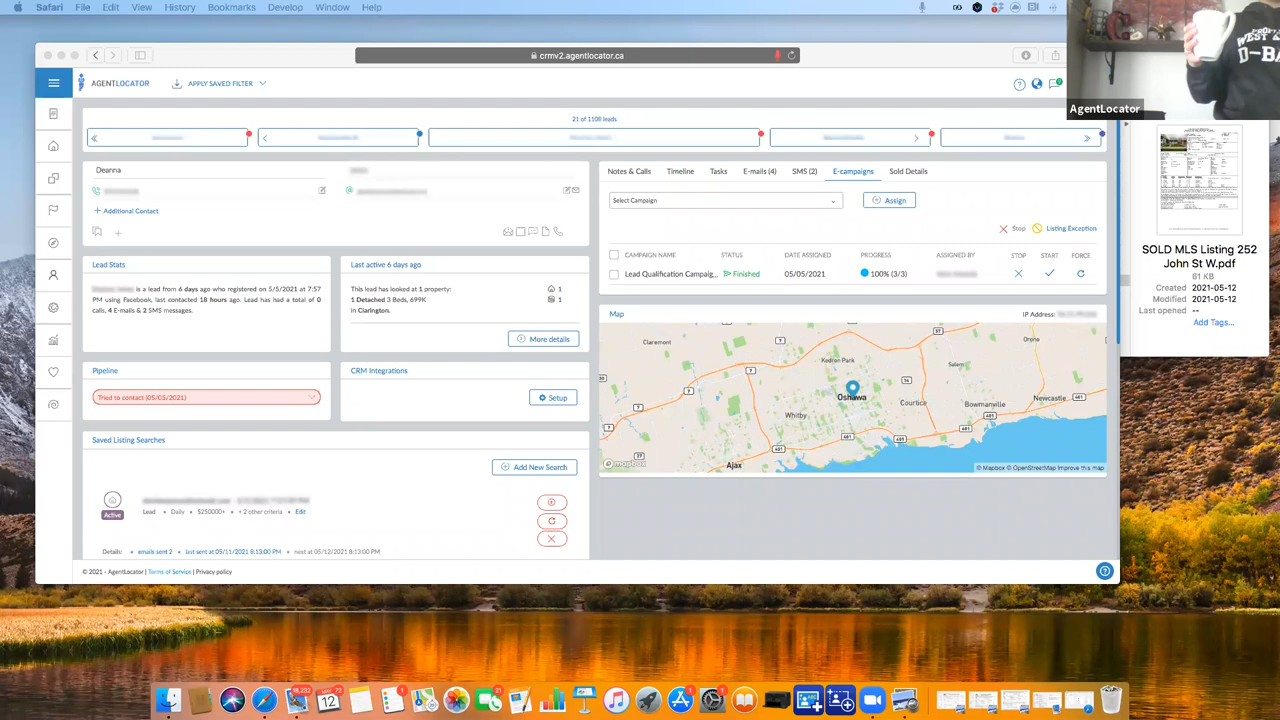 Safari File Edit View History Bookmarks Develop Window Help
crmv2.agentlocator.ca
AgentLocator
AGENTLOCATOR
APPLY SAVED FILTER
21 of 1108 leads
Deanna
+ Additional Contact
Notes & Calls Timeline Tasks E-mails (4) SMS (2) E-campaigns Sold Details
Select Campaign
Assign
Stop Listing Exception
CAMPAIGN NAME STATUS DATE ASSIGNED PROGRESS ASSIGNED BY STOP START FORCE
Lead Qualification Campaig... Finished 05/05/2021 100% (3/3)
Lead Stats
is a lead from 6 days ago who registered on 5/5/2021 at 7:57
PM using Facebook, last contacted 18 hours ago. Lead has had a total of 0
calls, 4 E-mails & 2 SMS messages.
Last active 6 days ago
This lead has looked at 1 property:
1 Detached 3 Beds, 699K
in Clarington.
1
1
More details
Pipeline
Tried to contact (05/05/2021)
CRM Integrations
Setup
Map
IP Address:
Claremont
Kedron Park
Orono
Salem
Oshawa
Courtice
Bowmanville
Newcastle
Whitby
Ajax
mapbox
© Mapbox © OpenStreetMap Improve this map
Saved Listing Searches
Add New Search
Active
Lead • Daily • $250000+ • + 2 other criteria • Edit
Details: • emails sent 2 • last sent at 05/11/2021 8:13:00 PM • next at 05/12/2021 8:13:00 PM
© 2021 - AgentLocator | Terms of Service | Privacy policy
SOLD MLS Listing 252
John St W.pdf
61 KB
Created 2021-05-12
Modified 2021-05-12
Last opened --
Add Tags...